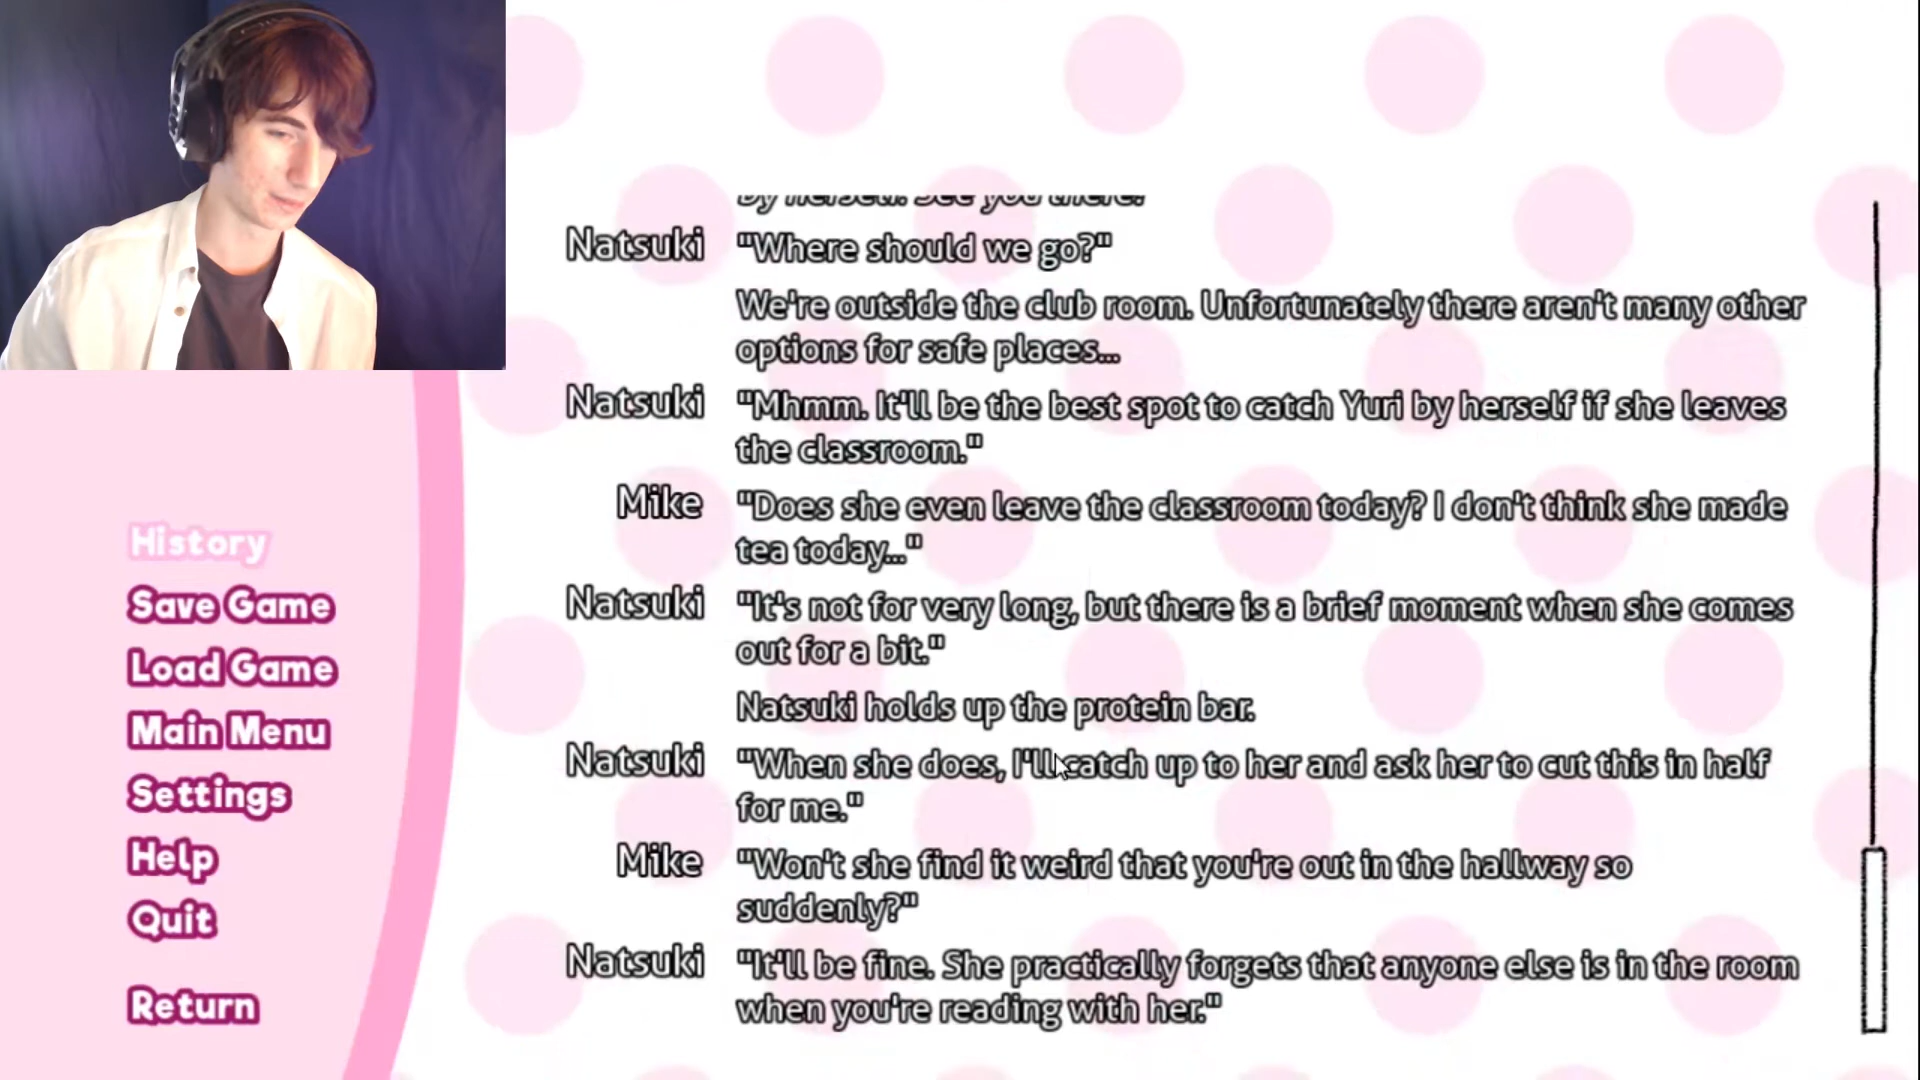 By herself. See you there.
Natsuki "Where should we go?"
We're outside the club room. Unfortunately there aren't many other
options for safe places...
Natsuki "Mhmm. It'll be the best spot to catch Yuri by herself if she leaves
the classroom."
Mike "Does she even leave the classroom today? I don't think she made
tea today..."
Natsuki "It's not for very long, but there is a brief moment when she comes
out for a bit."
Natsuki holds up the protein bar.
Natsuki "When she does, I'll catch up to her and ask her to cut this in half
for me."
Mike "Won't she find it weird that you're out in the hallway so
suddenly?"
Natsuki "It'll be fine. She practically forgets that anyone else is in the room
when you're reading with her."
History
Save Game
Load Game
Main Menu
Settings
Help
Quit
Return